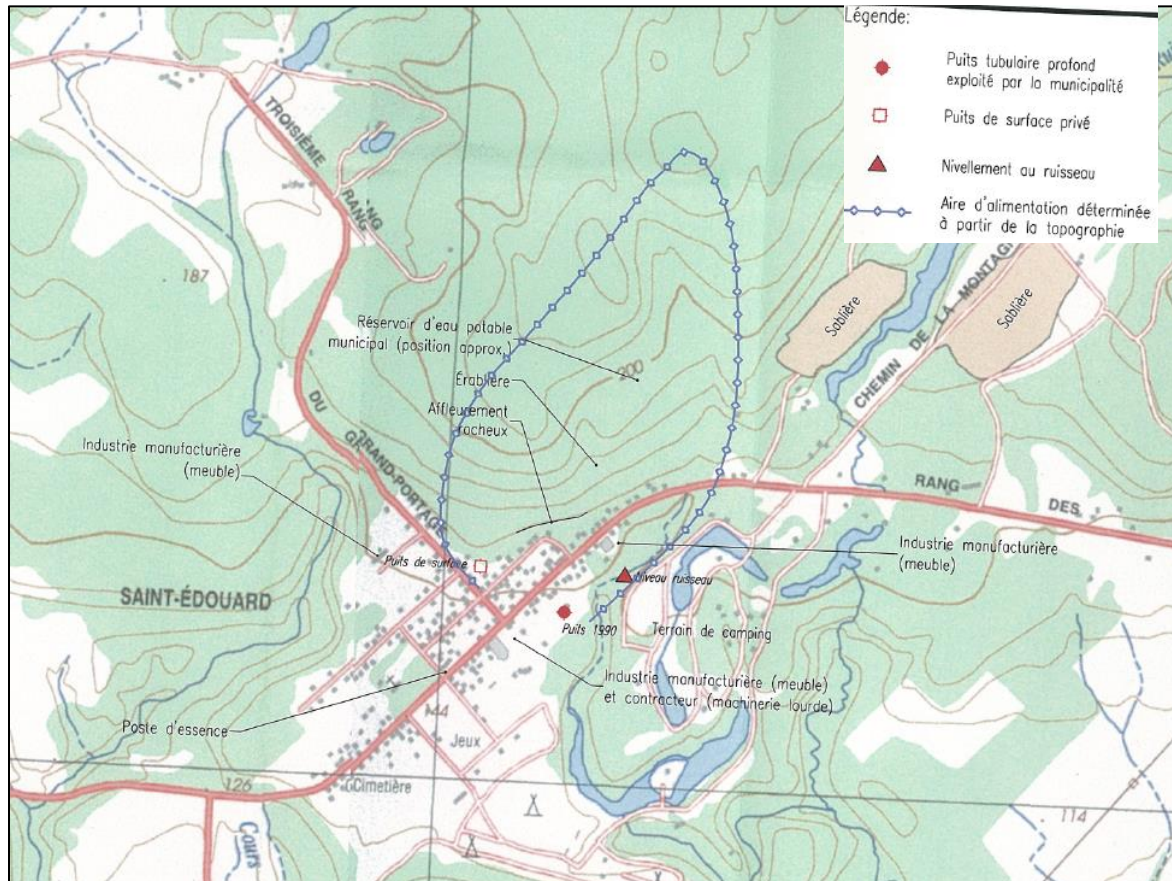 Légende:
Puits tubulaire profond
exploité par la municipalité
Puits de surface privé
Nivellement au ruisseau
Aire d'alimentation déterminée
à partir de la topographie
TROISIÈME
RANG
RANG
187
Sablière
Sablière
CHEMIN DE LA MONTAGN
Réservoir d'eau potable
municipal (position approx.)
200
Érablière
Affleurement
rocheux
DU
GRAND-PORTAGE
Industrie manufacturière
(meuble)
RANG
DES
Industrie manufacturière
(meuble)
Puits de surface
Niveau ruisseau
SAINT-ÉDOUARD
Puits 1990
Terrain de camping
Industrie manufacturière (meuble)
et contracteur (machinerie lourde)
Poste d'essence
144
Jeux
Cimetière
126
114
Cours